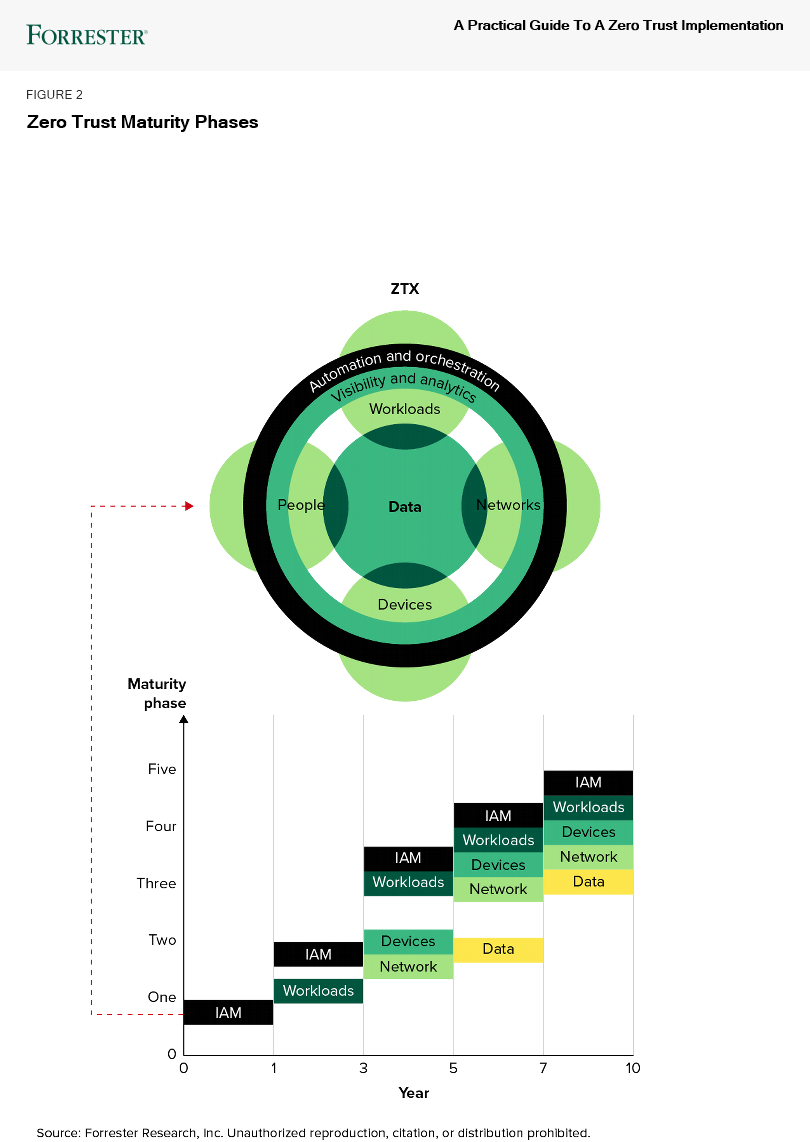 FORRESTER®
A Practical Guide To A Zero Trust Implementation
FIGURE 2
Zero Trust Maturity Phases
ZTX
Automation and orchestration
Visibility and analytics
Workloads
People
Data
Networks
Devices
Maturity
phase
Five
Four
Three
Two
One
0
IAM
IAM
Workloads
IAM
Workloads
Devices
Network
IAM
Workloads
Devices
Network
Data
IAM
Workloads
Devices
Network
Data
0 1 3 5 7 10
Year
Source: Forrester Research, Inc. Unauthorized reproduction, citation, or distribution prohibited.